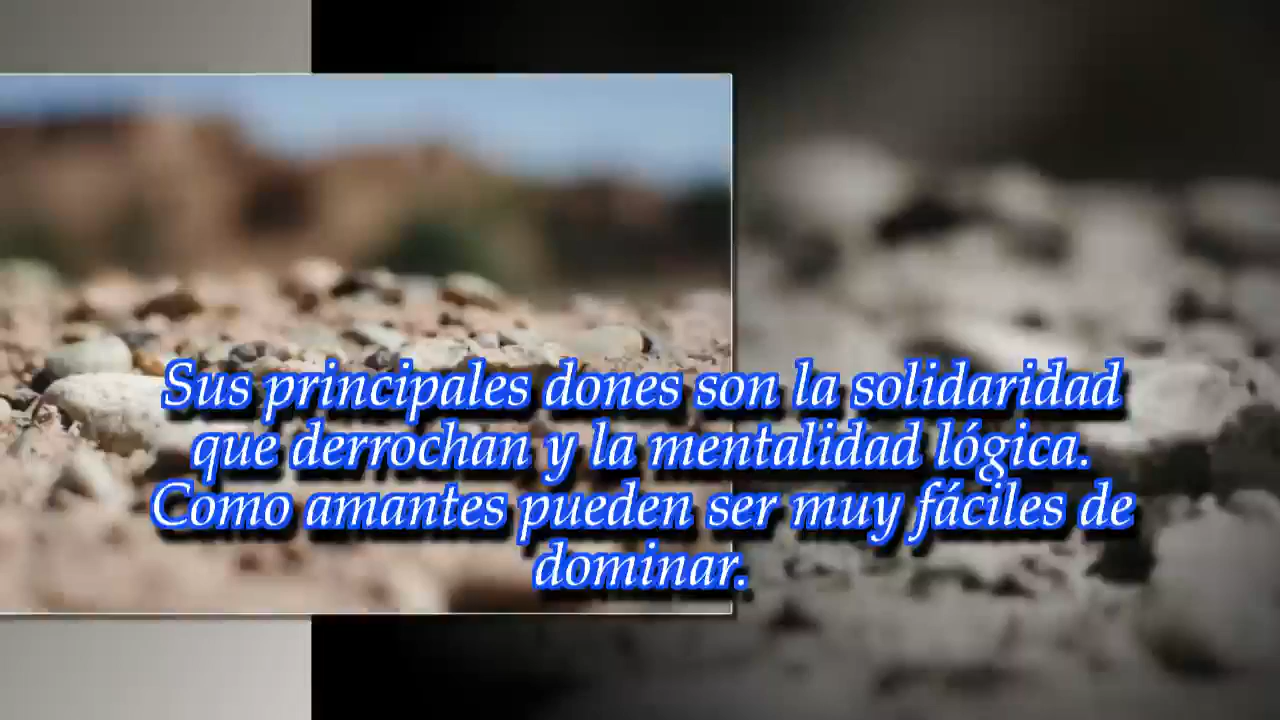 Sus principales dones son la solidaridad
que derrochan y la mentalidad lógica.
Como amantes pueden ser muy fáciles de
dominar.